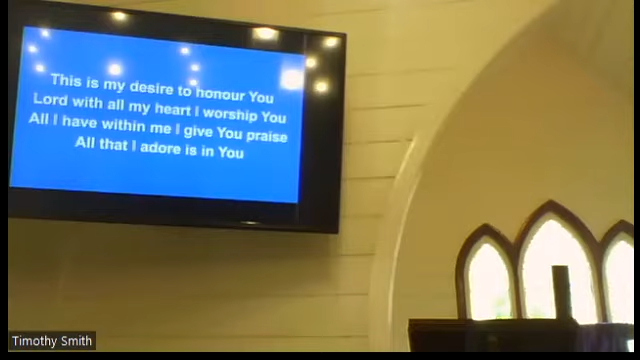 This is my desire to honour You
Lord with all my heart I worship You
All I have within me I give You praise
All that I adore is in You
Timothy Smith